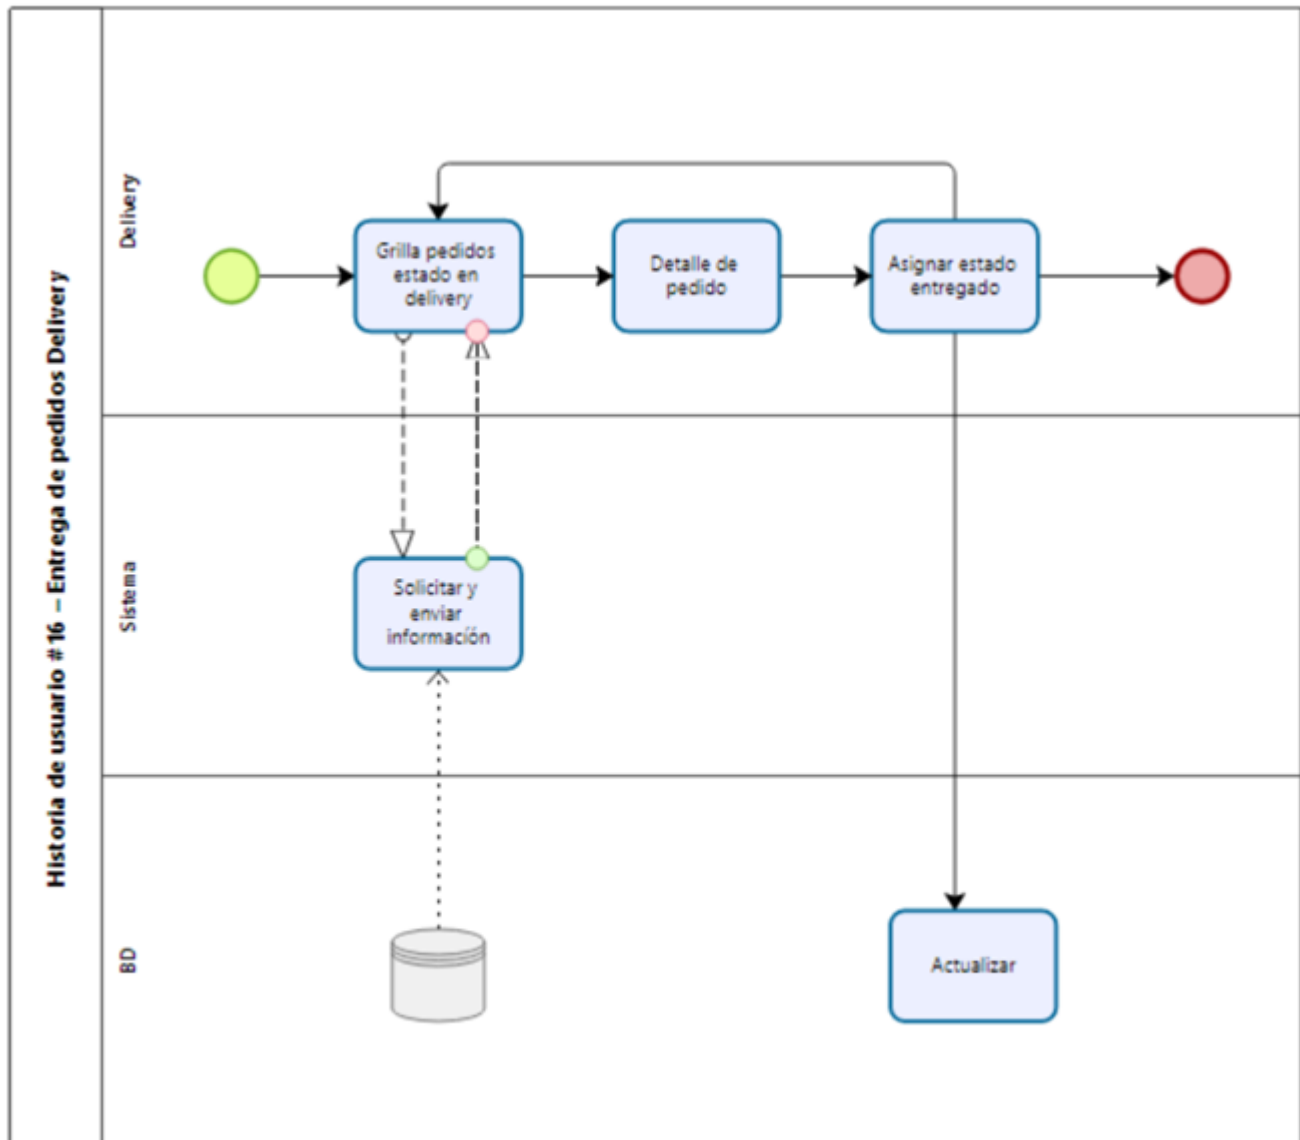 Historia de usuario #16 – Entrega de pedidos Delivery
Delivery
Grilla pedidos
estado en
delivery
Detalle de
pedido
Asignar estado
entregado
Sistema
Solicitar y
enviar
información
BD
Actualizar